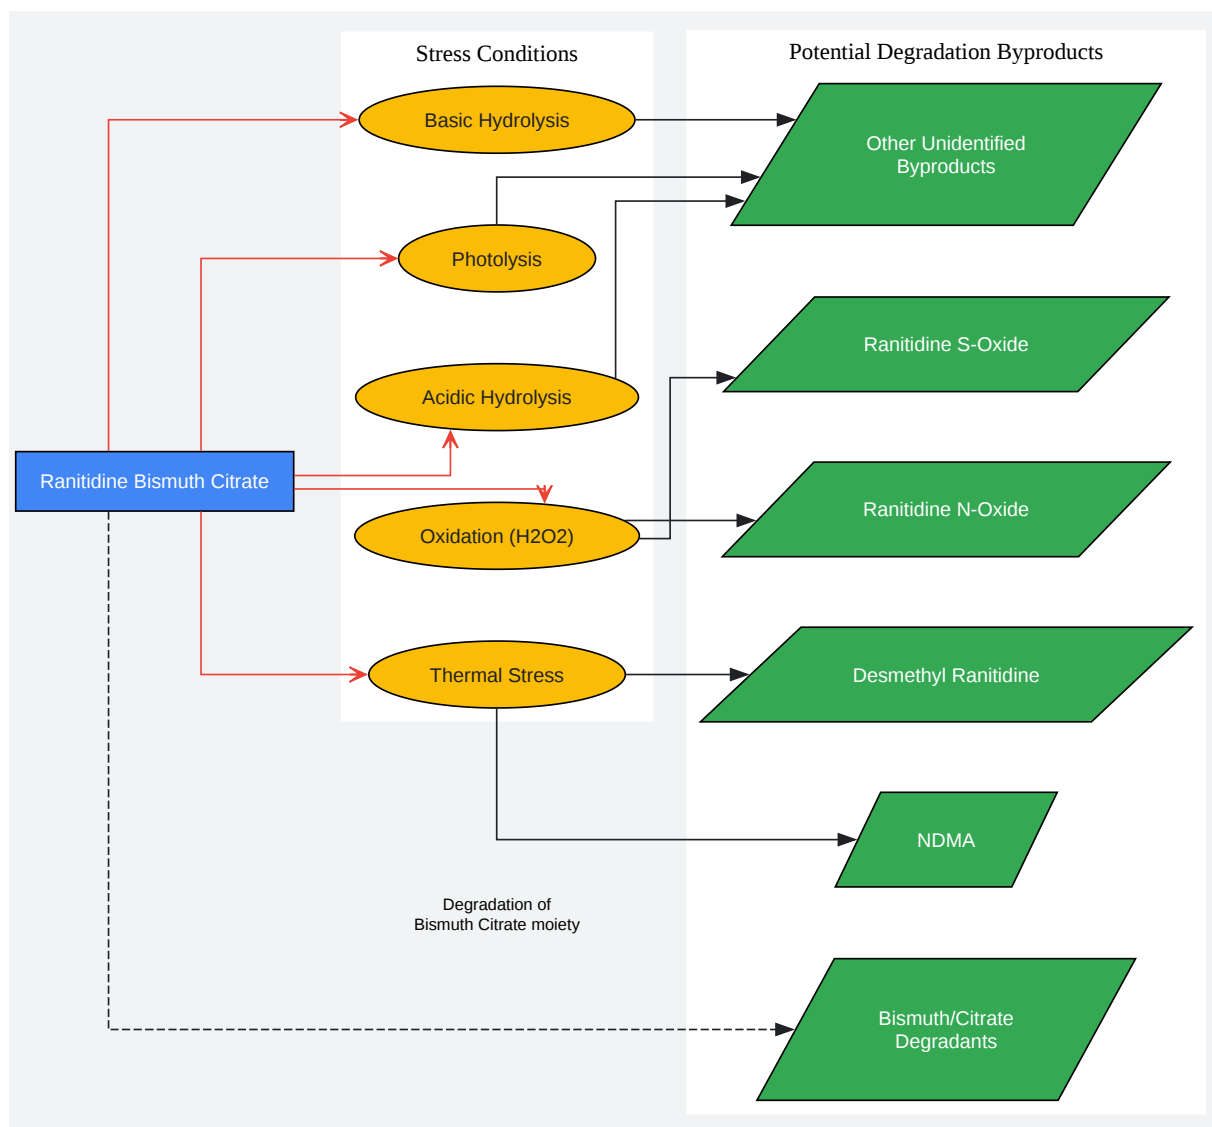 Stress Conditions
Potential Degradation Byproducts
Basic Hydrolysis
Other Unidentified
Byproducts
Photolysis
Ranitidine S-Oxide
Acidic Hydrolysis
Ranitidine Bismuth Citrate
Ranitidine N-Oxide
Oxidation (H2O2)
Thermal Stress
Desmethyl Ranitidine
NDMA
Degradation of
Bismuth Citrate moiety
Bismuth/Citrate
Degradants